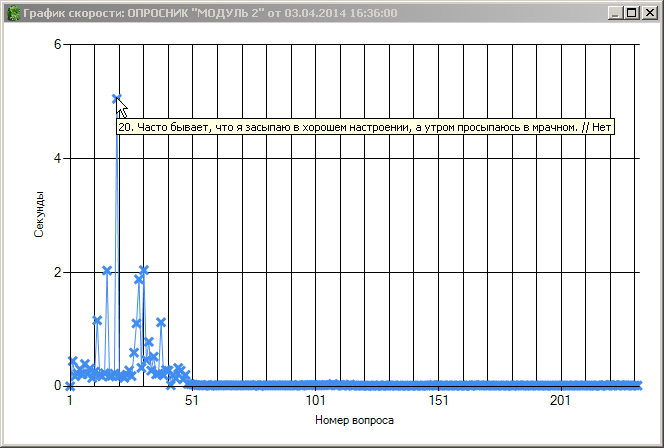 График скорости: ОПРОСНИК "МОДУЛЬ 2" от 03.04.2014 16:36:00
6
20. Часто бывает, что я засыпаю в хорошем настроении, а утром просыпаюсь в мрачном. // Нет
4
Секунды
2
0
1 51 101 151 201
Номер вопроса